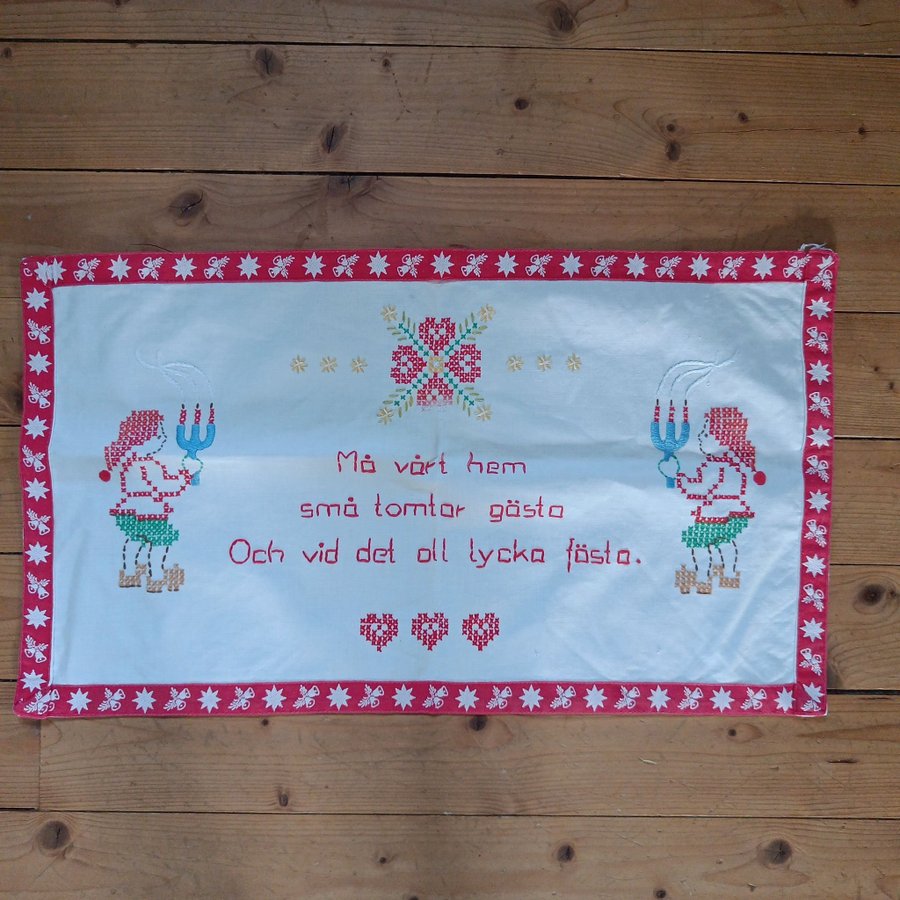 Må vårt hem
små tomtar gästa
Och vid det all lycka fästa.